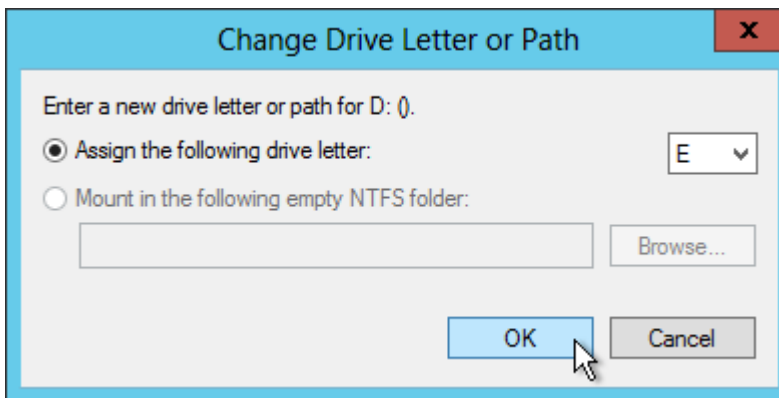 Change Drive Letter or Path
x
Enter a new drive letter or path for D: ().
Assign the following drive letter:
E
Mount in the following empty NTFS folder:
Browse...
OK
Cancel